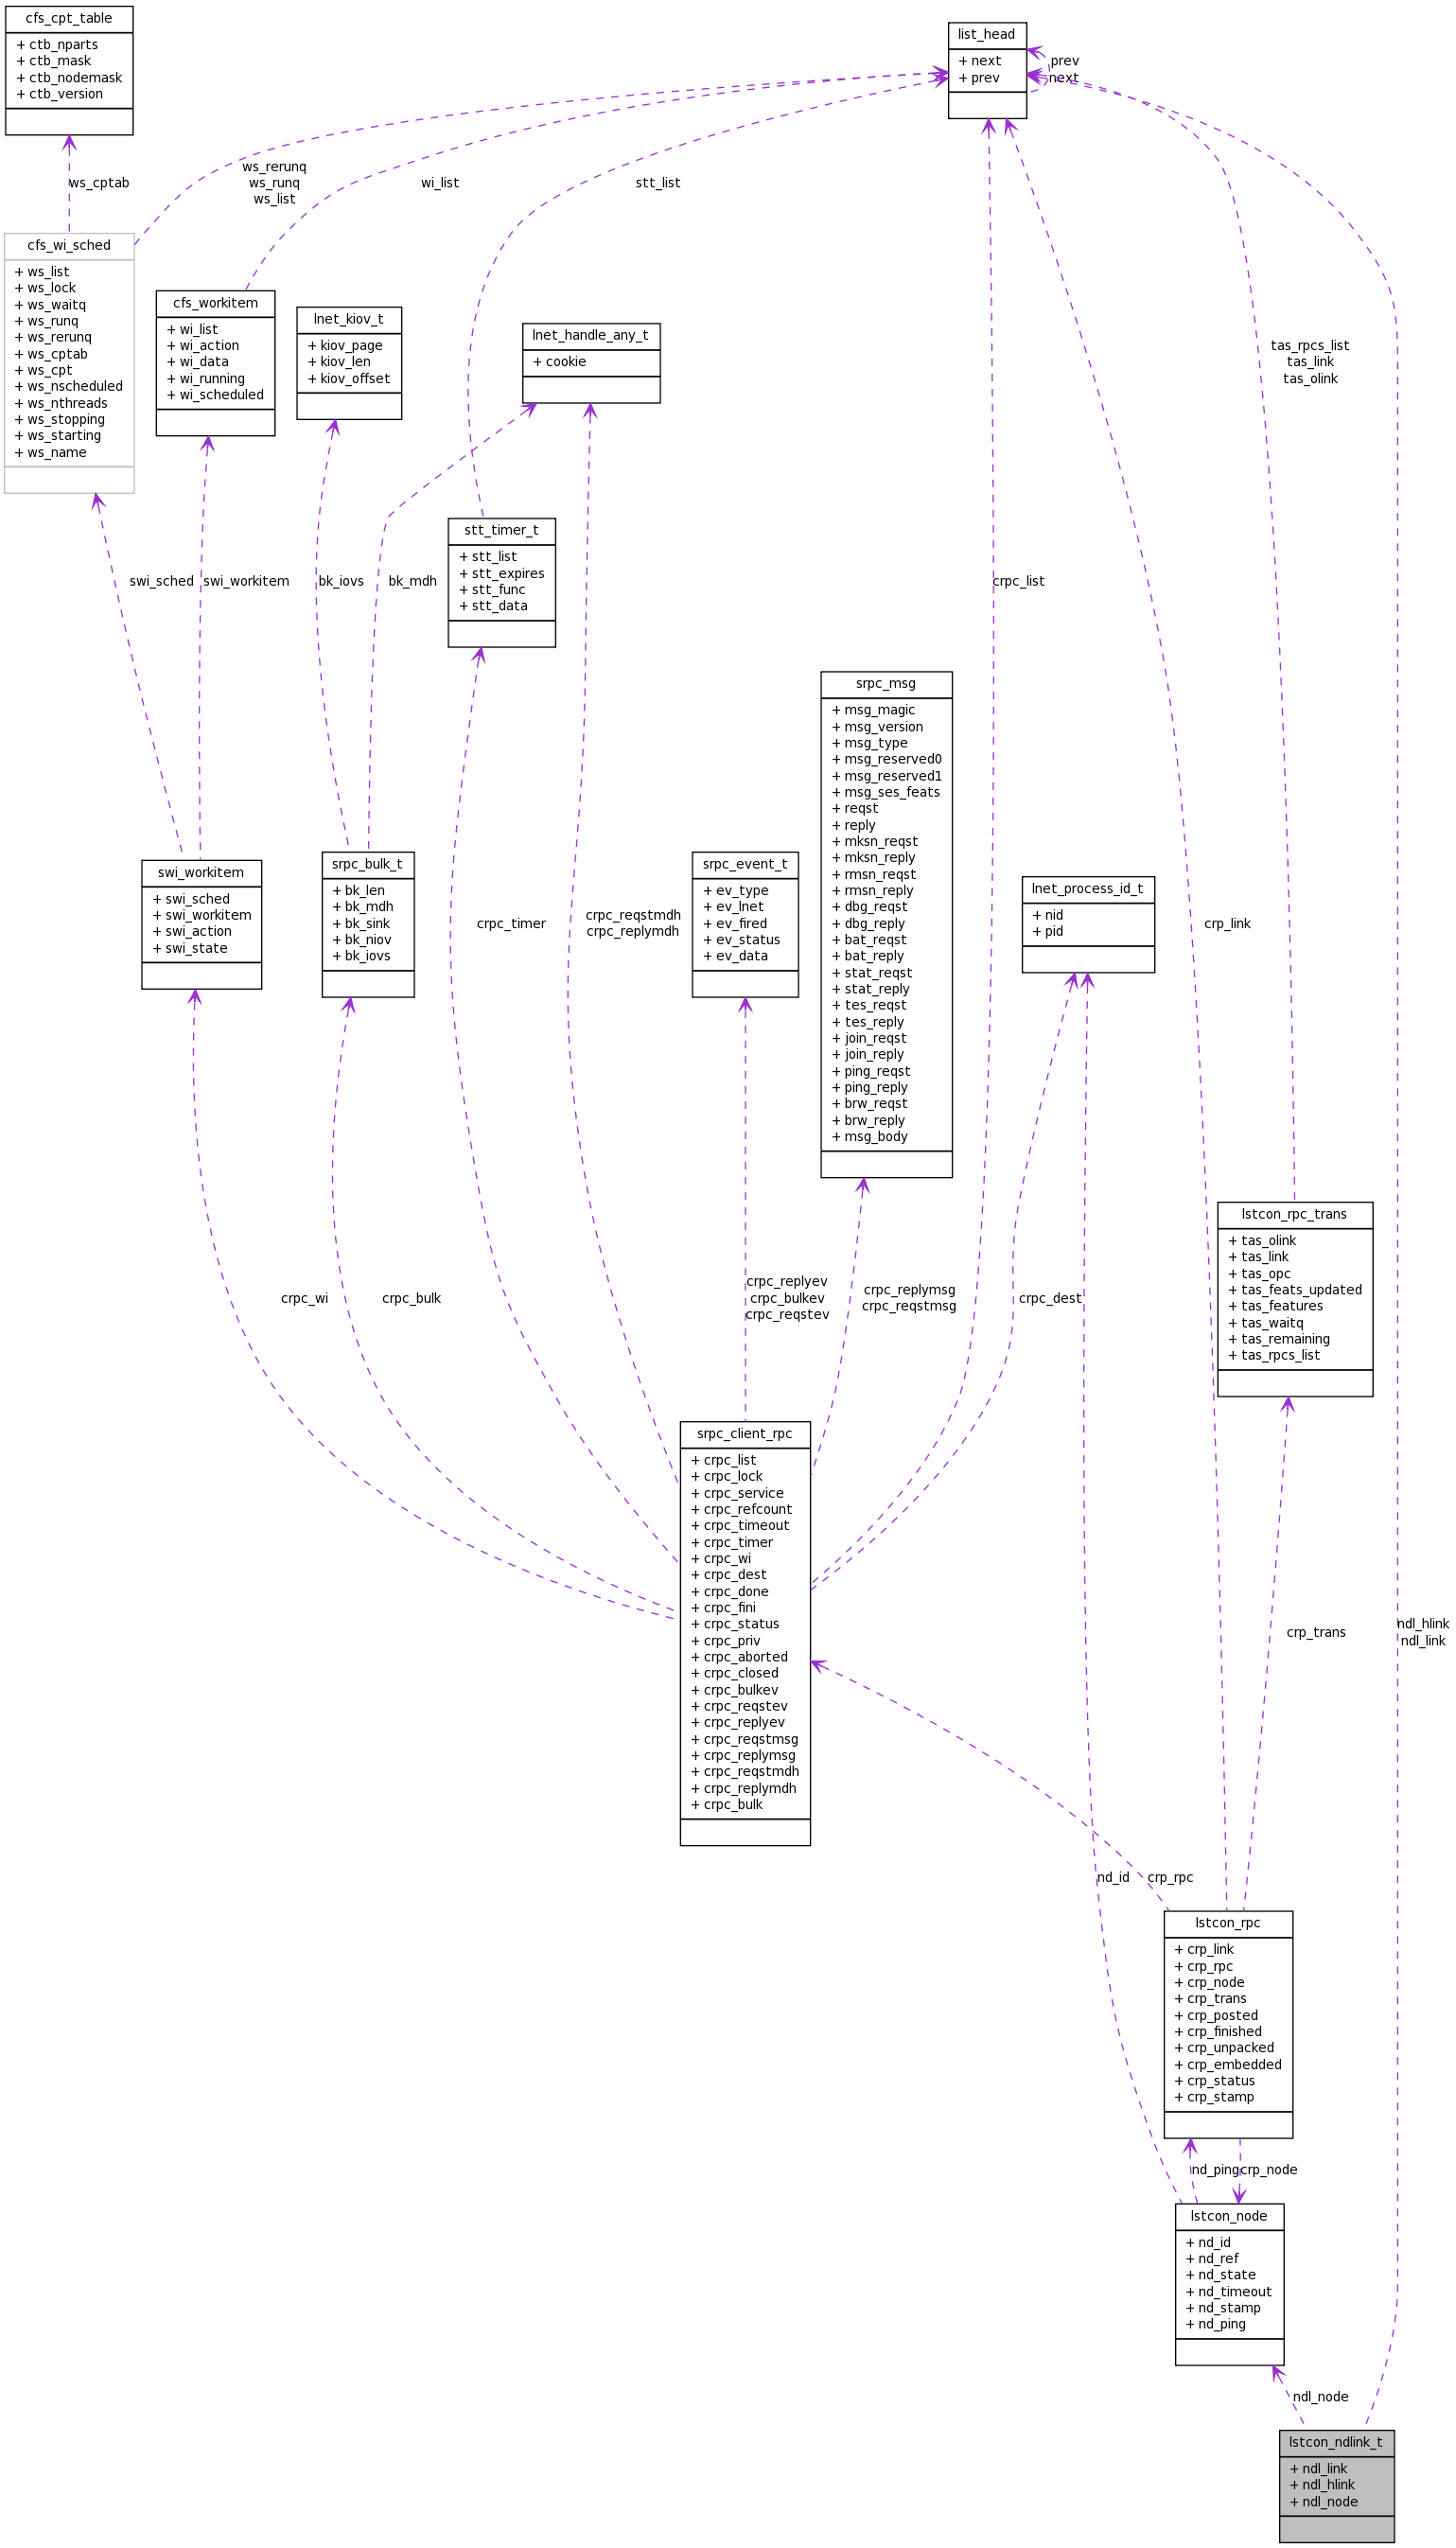 cfs_cpt_table
+ ctb_nparts
+ ctb_mask
+ ctb_nodemask
+ ctb_version
list_head
+ next
+ prev
prev
next
ws_cptab
ws_rerunq
ws_runq
ws_list
wi_list
stt_list
cfs_wi_sched
+ ws_list
+ ws_lock
+ ws_waitq
+ ws_runq
+ ws_rerunq
+ ws_cptab
+ ws_cpt
+ ws_nscheduled
+ ws_nthreads
+ ws_stopping
+ ws_starting
+ ws_name
cfs_workitem
+ wi_list
+ wi_action
+ wi_data
+ wi_running
+ wi_scheduled
lnet_kiov_t
+ kiov_page
+ kiov_len
+ kiov_offset
lnet_handle_any_t
+ cookie
tas_rpcs_list
tas_link
tas_olink
stt_timer_t
+ stt_list
+ stt_expires
+ stt_func
+ stt_data
swi_sched
swi_workitem
bk_iovs
bk_mdh
crpc_list
srpc_msg
+ msg_magic
+ msg_version
+ msg_type
+ msg_reserved0
+ msg_reserved1
+ msg_ses_feats
+ reqst
+ reply
+ mksn_reqst
+ mksn_reply
+ rmsn_reqst
+ rmsn_reply
+ dbg_reqst
+ dbg_reply
+ bat_reqst
+ bat_reply
+ stat_reqst
+ stat_reply
+ tes_reqst
+ tes_reply
+ join_reqst
+ join_reply
+ ping_reqst
+ ping_reply
+ brw_reqst
+ brw_reply
+ msg_body
swi_workitem
+ swi_sched
+ swi_workitem
+ swi_action
+ swi_state
srpc_bulk_t
+ bk_len
+ bk_mdh
+ bk_sink
+ bk_niov
+ bk_iovs
crpc_timer
crpc_reqstmdh
crpc_replymdh
srpc_event_t
+ ev_type
+ ev_lnet
+ ev_fired
+ ev_status
+ ev_data
lnet_process_id_t
+ nid
+ pid
crp_link
lstcon_rpc_trans
+ tas_olink
+ tas_link
+ tas_opc
+ tas_feats_updated
+ tas_features
+ tas_waitq
+ tas_remaining
+ tas_rpcs_list
crpc_wi
crpc_bulk
crpc_replyev
crpc_bulkev
crpc_reqstev
crpc_replymsg
crpc_reqstmsg
crpc_dest
srpc_client_rpc
+ crpc_list
+ crpc_lock
+ crpc_service
+ crpc_refcount
+ crpc_timeout
+ crpc_timer
+ crpc_wi
+ crpc_dest
+ crpc_done
+ crpc_fini
+ crpc_status
+ crpc_priv
+ crpc_aborted
+ crpc_closed
+ crpc_bulkev
+ crpc_reqstev
+ crpc_replyev
+ crpc_reqstmsg
+ crpc_replymsg
+ crpc_reqstmdh
+ crpc_replymdh
+ crpc_bulk
crp_trans
ndl_hlink
ndl_link
nd_id
crp_rpc
lstcon_rpc
+ crp_link
+ crp_rpc
+ crp_node
+ crp_trans
+ crp_posted
+ crp_finished
+ crp_unpacked
+ crp_embedded
+ crp_status
+ crp_stamp
nd_ping
crp_node
lstcon_node
+ nd_id
+ nd_ref
+ nd_state
+ nd_timeout
+ nd_stamp
+ nd_ping
ndl_node
lstcon_ndlink_t
+ ndl_link
+ ndl_hlink
+ ndl_node